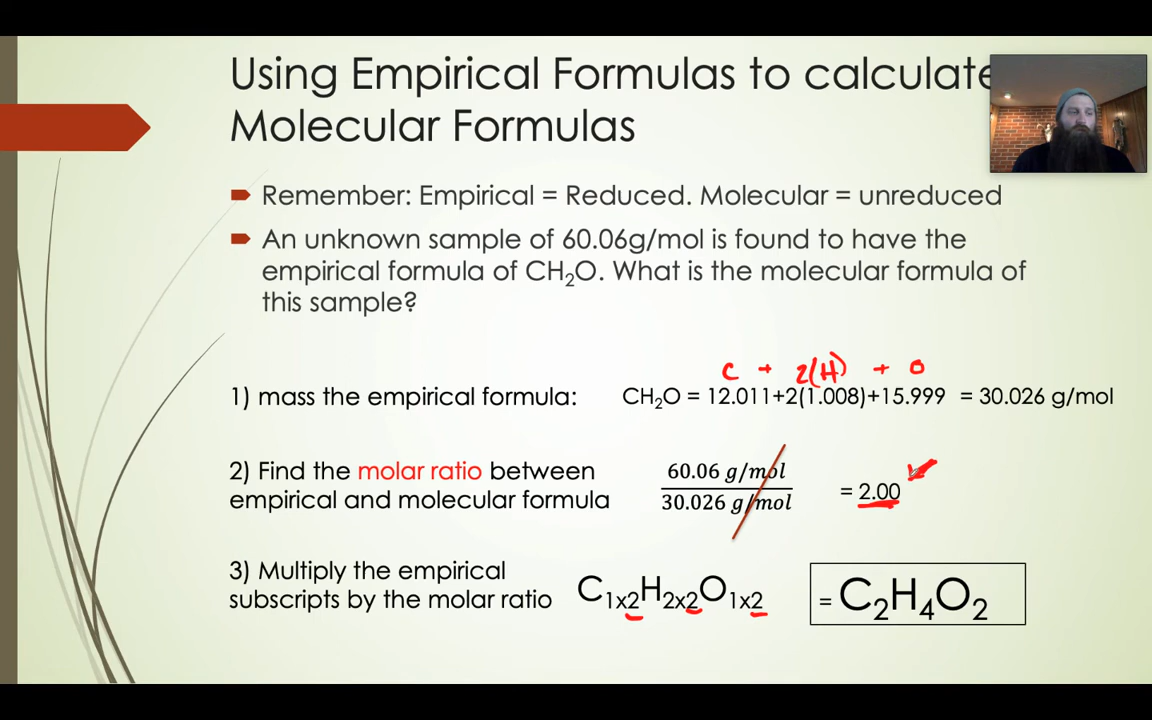 Using Empirical Formulas to calculate
Molecular Formulas
Remember: Empirical = Reduced. Molecular = unreduced
An unknown sample of 60.06g/mol is found to have the
empirical formula of CH₂O. What is the molecular formula of
this sample?
C + 2(H) + O
1) mass the empirical formula: CH₂O = 12.011+2(1.008)+15.999 = 30.026 g/mol
2) Find the molar ratio between
empirical and molecular formula
60.06 g/mol
30.026 g/mol
= 2.00
3) Multiply the empirical
subscripts by the molar ratio
C₁ₓ₂H₂ₓ₂O₁ₓ₂
= C₂H₄O₂